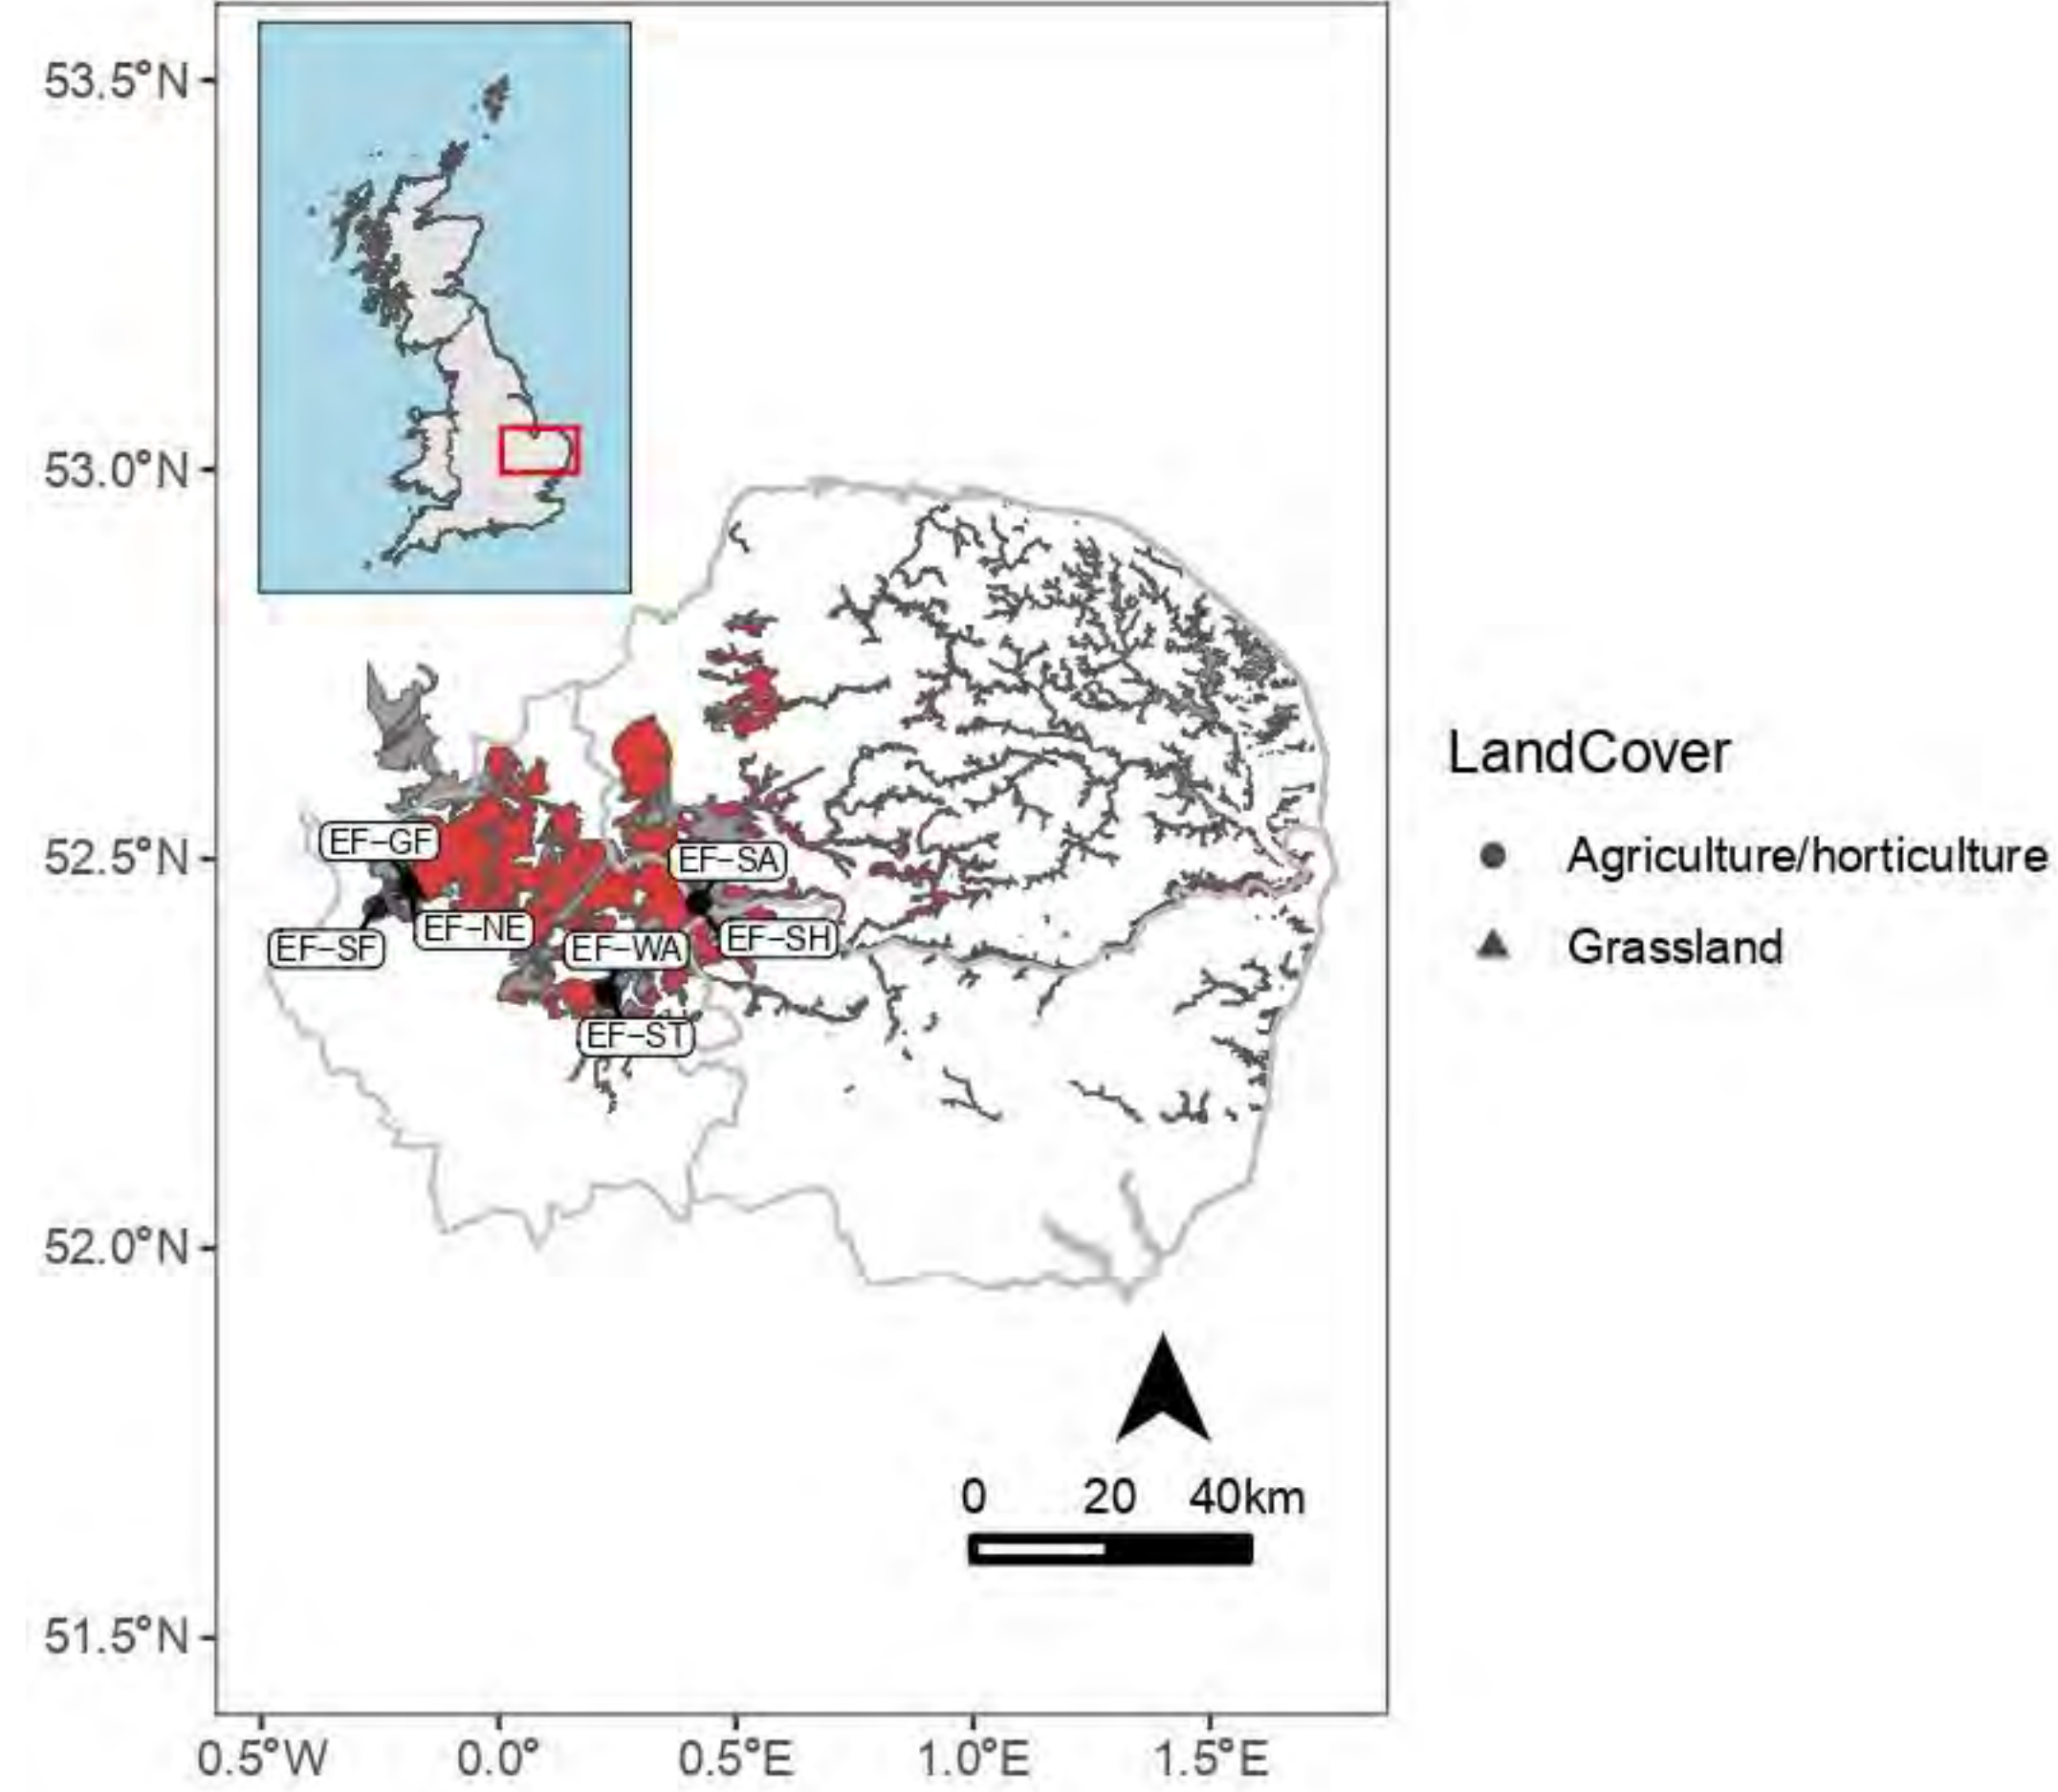 53.5°N
53.0°N
52.5°N
52.0°N
51.5°N
EF-GF
EF-SA
EF-NE
EF-SF
EF-WA
EF-SH
EF-ST
LandCover
Agriculture/horticulture
Grassland
0 20 40km
0.5°W 0.0° 0.5°E 1.0°E 1.5°E